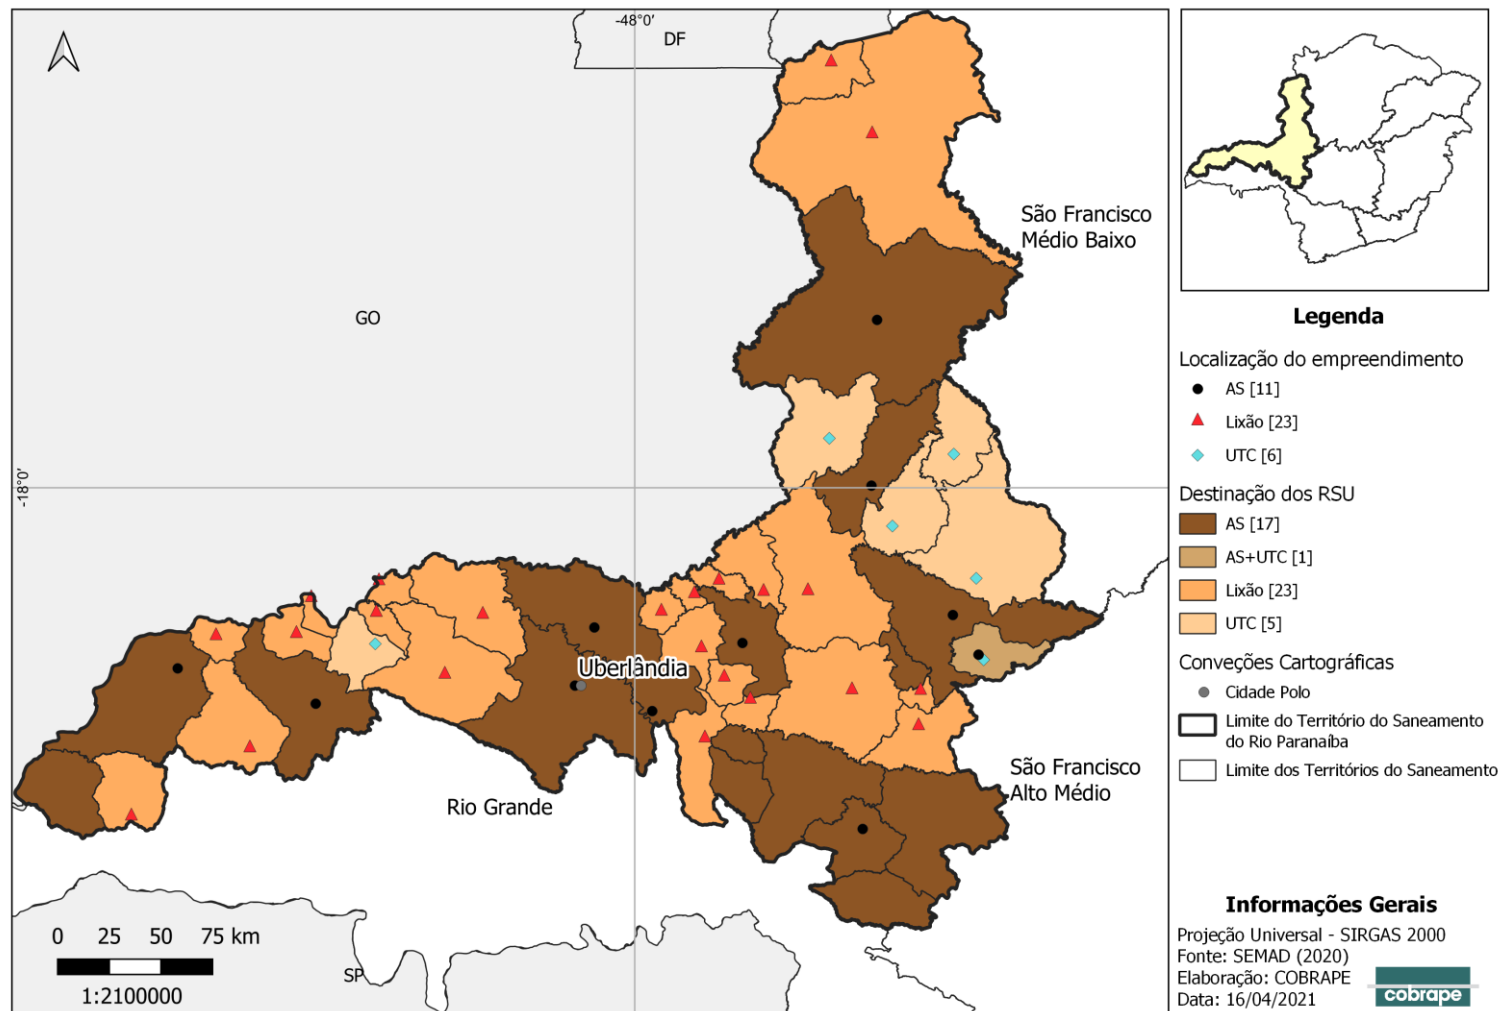 -48°0'
DF
São Francisco
Médio Baixo
GO
-18°0'
Uberlândia
São Francisco
Alto Médio
Rio Grande
0 25 50 75 km
SP
1:2100000
Legenda
Localização do empreendimento
AS [11]
Lixão [23]
UTC [6]
Destinação dos RSU
AS [17]
AS+UTC [1]
Lixão [23]
UTC [5]
Conveções Cartográficas
Cidade Polo
Limite do Território do Saneamento
do Rio Paranaíba
Limite dos Territórios do Saneamento
Informações Gerais
Projeção Universal - SIRGAS 2000
Fonte: SEMAD (2020)
Elaboração: COBRAPE
Data: 16/04/2021
cobrape